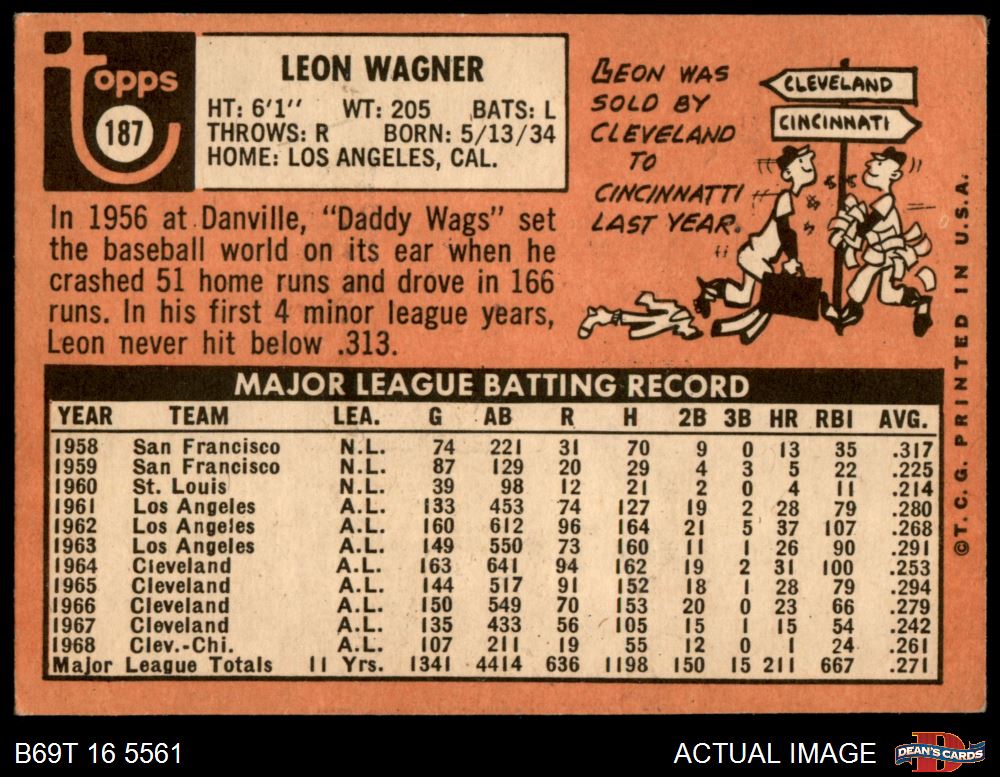 topps
187
LEON WAGNER
HT: 6'1" WT: 205 BATS: L
THROWS: R BORN: 5/13/34
HOME: LOS ANGELES, CAL.
In 1956 at Danville, "Daddy Wags" set
the baseball world on its ear when he
crashed 51 home runs and drove in 166
runs. In his first 4 minor league years,
Leon never hit below .313.
LEON WAS
SOLD BY
CLEVELAND
TO
CINCINNATTI
LAST YEAR.
CLEVELAND
CINCINNATI
MAJOR LEAGUE BATTING RECORD
YEAR TEAM LEA. G AB R H 2B 3B HR RBI AVG.
1958 San Francisco N.L. 74 221 31 70 9 0 13 35 .317
1959 San Francisco N.L. 87 129 20 29 4 3 5 22 .225
1960 St. Louis N.L. 39 98 12 21 2 0 4 11 .214
1961 Los Angeles A.L. 133 453 74 127 19 2 28 79 .280
1962 Los Angeles A.L. 160 612 96 164 21 5 37 107 .268
1963 Los Angeles A.L. 149 550 73 160 11 1 26 90 .291
1964 Cleveland A.L. 163 641 94 162 19 2 31 100 .253
1965 Cleveland A.L. 144 517 91 152 18 1 28 79 .294
1966 Cleveland A.L. 150 549 70 153 20 0 23 66 .279
1967 Cleveland A.L. 135 433 56 105 15 1 15 54 .242
1968 Clev.-Chi. A.L. 107 211 19 55 12 0 1 24 .261
Major League Totals 11 Yrs. 1341 4414 636 1198 150 15 211 667 .271
©T.C.G. PRINTED IN U.S.A.
B69T 16 5561
ACTUAL IMAGE
D
DEAN'S CARDS